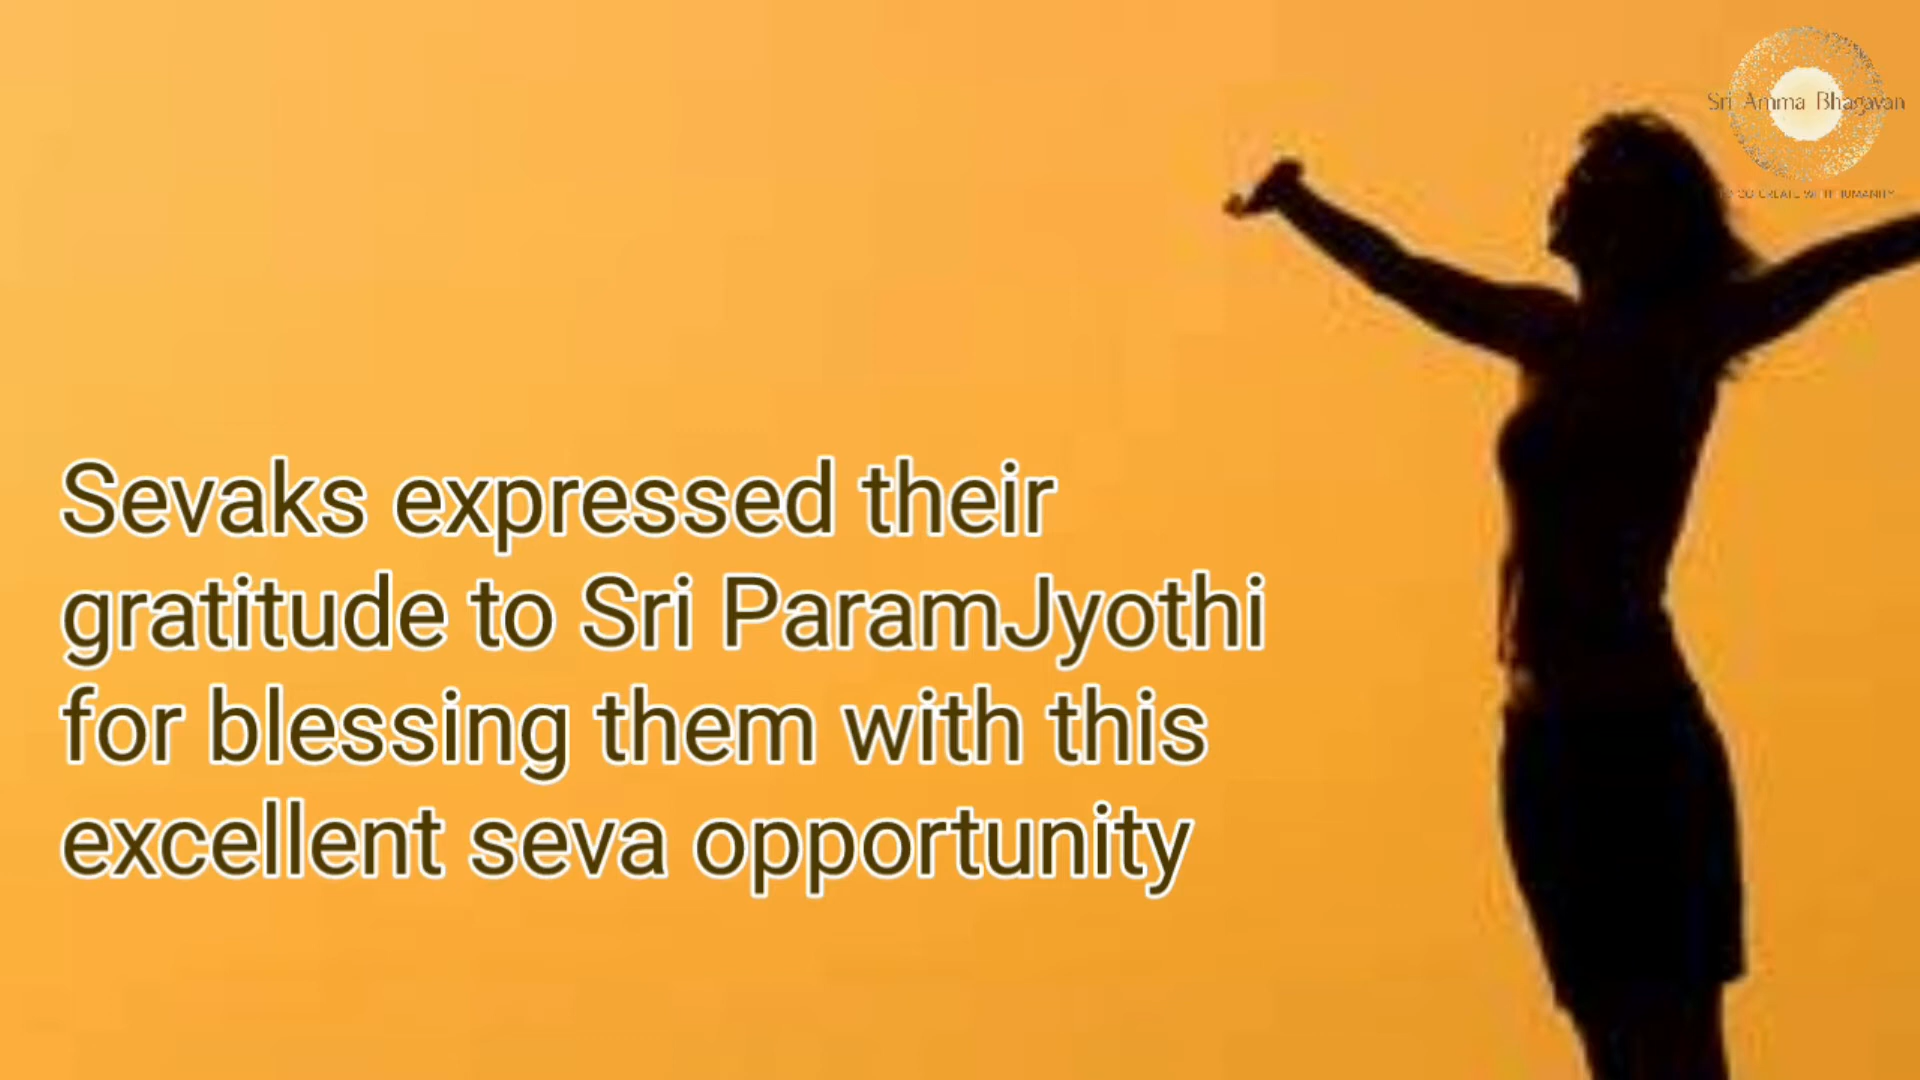 Sri Amma Bhagavan
Sevaks expressed their
gratitude to Sri ParamJyothi
for blessing them with this
excellent seva opportunity